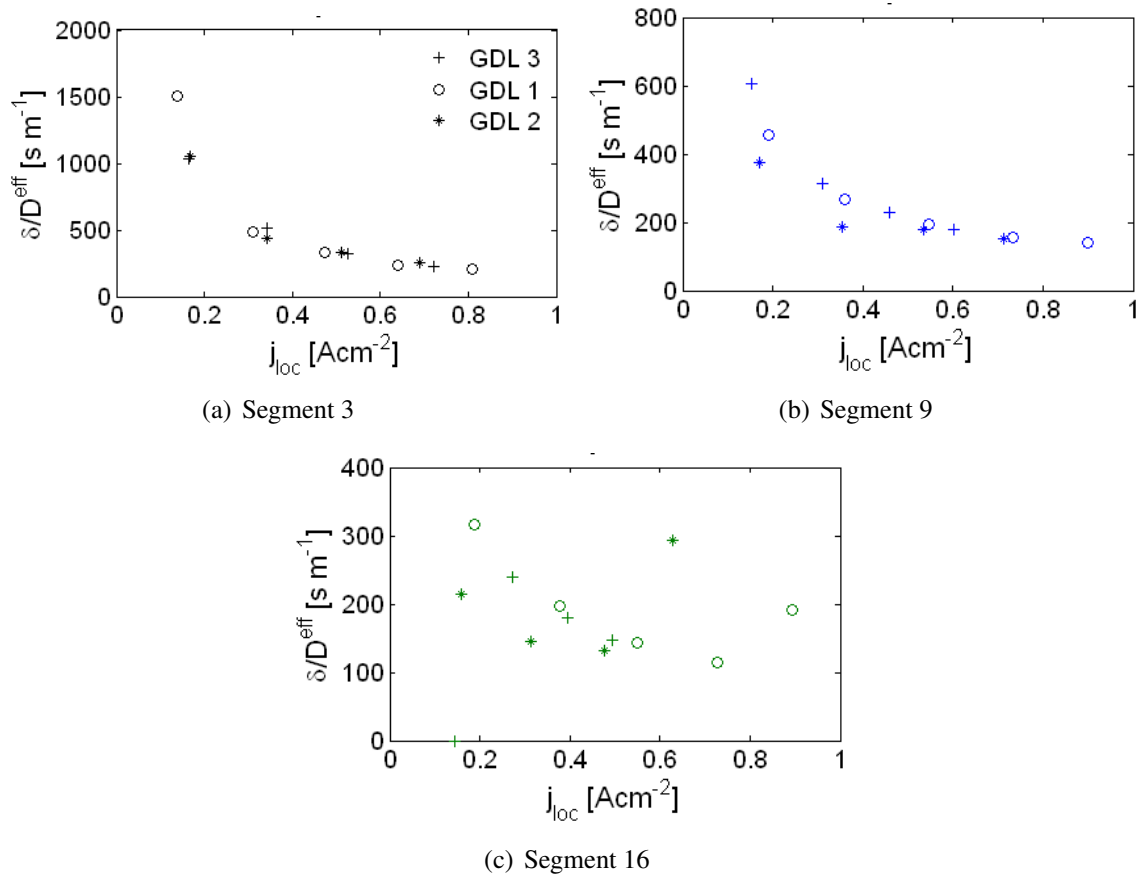 2000
1500
1000
500
0
δ/D^eff [s m^-1]
+ GDL 3
o GDL 1
* GDL 2
0 0.2 0.4 0.6 0.8 1
j_loc [Acm^-2]
(a) Segment 3
800
600
400
200
0
δ/D^eff [s m^-1]
0 0.2 0.4 0.6 0.8 1
j_loc [Acm^-2]
(b) Segment 9
400
300
200
100
0
δ/D^eff [s m^-1]
0 0.2 0.4 0.6 0.8 1
j_loc [Acm^-2]
(c) Segment 16